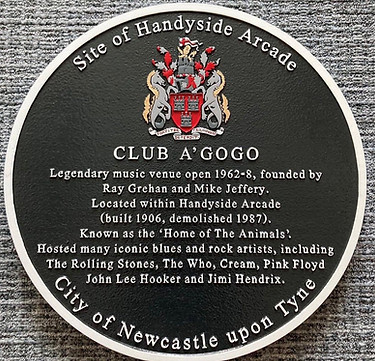 Site of Handyside Arcade
CLUB A'GOGO
Legendary music venue open 1962-8, founded by
Ray Grehan and Mike Jeffery.
Located within Handyside Arcade
(built 1906, demolished 1987).
Known as the 'Home of The Animals'.
Hosted many iconic blues and rock artists, including
The Rolling Stones, The Who, Cream, Pink Floyd
John Lee Hooker and Jimi Hendrix.
City of Newcastle upon Tyne